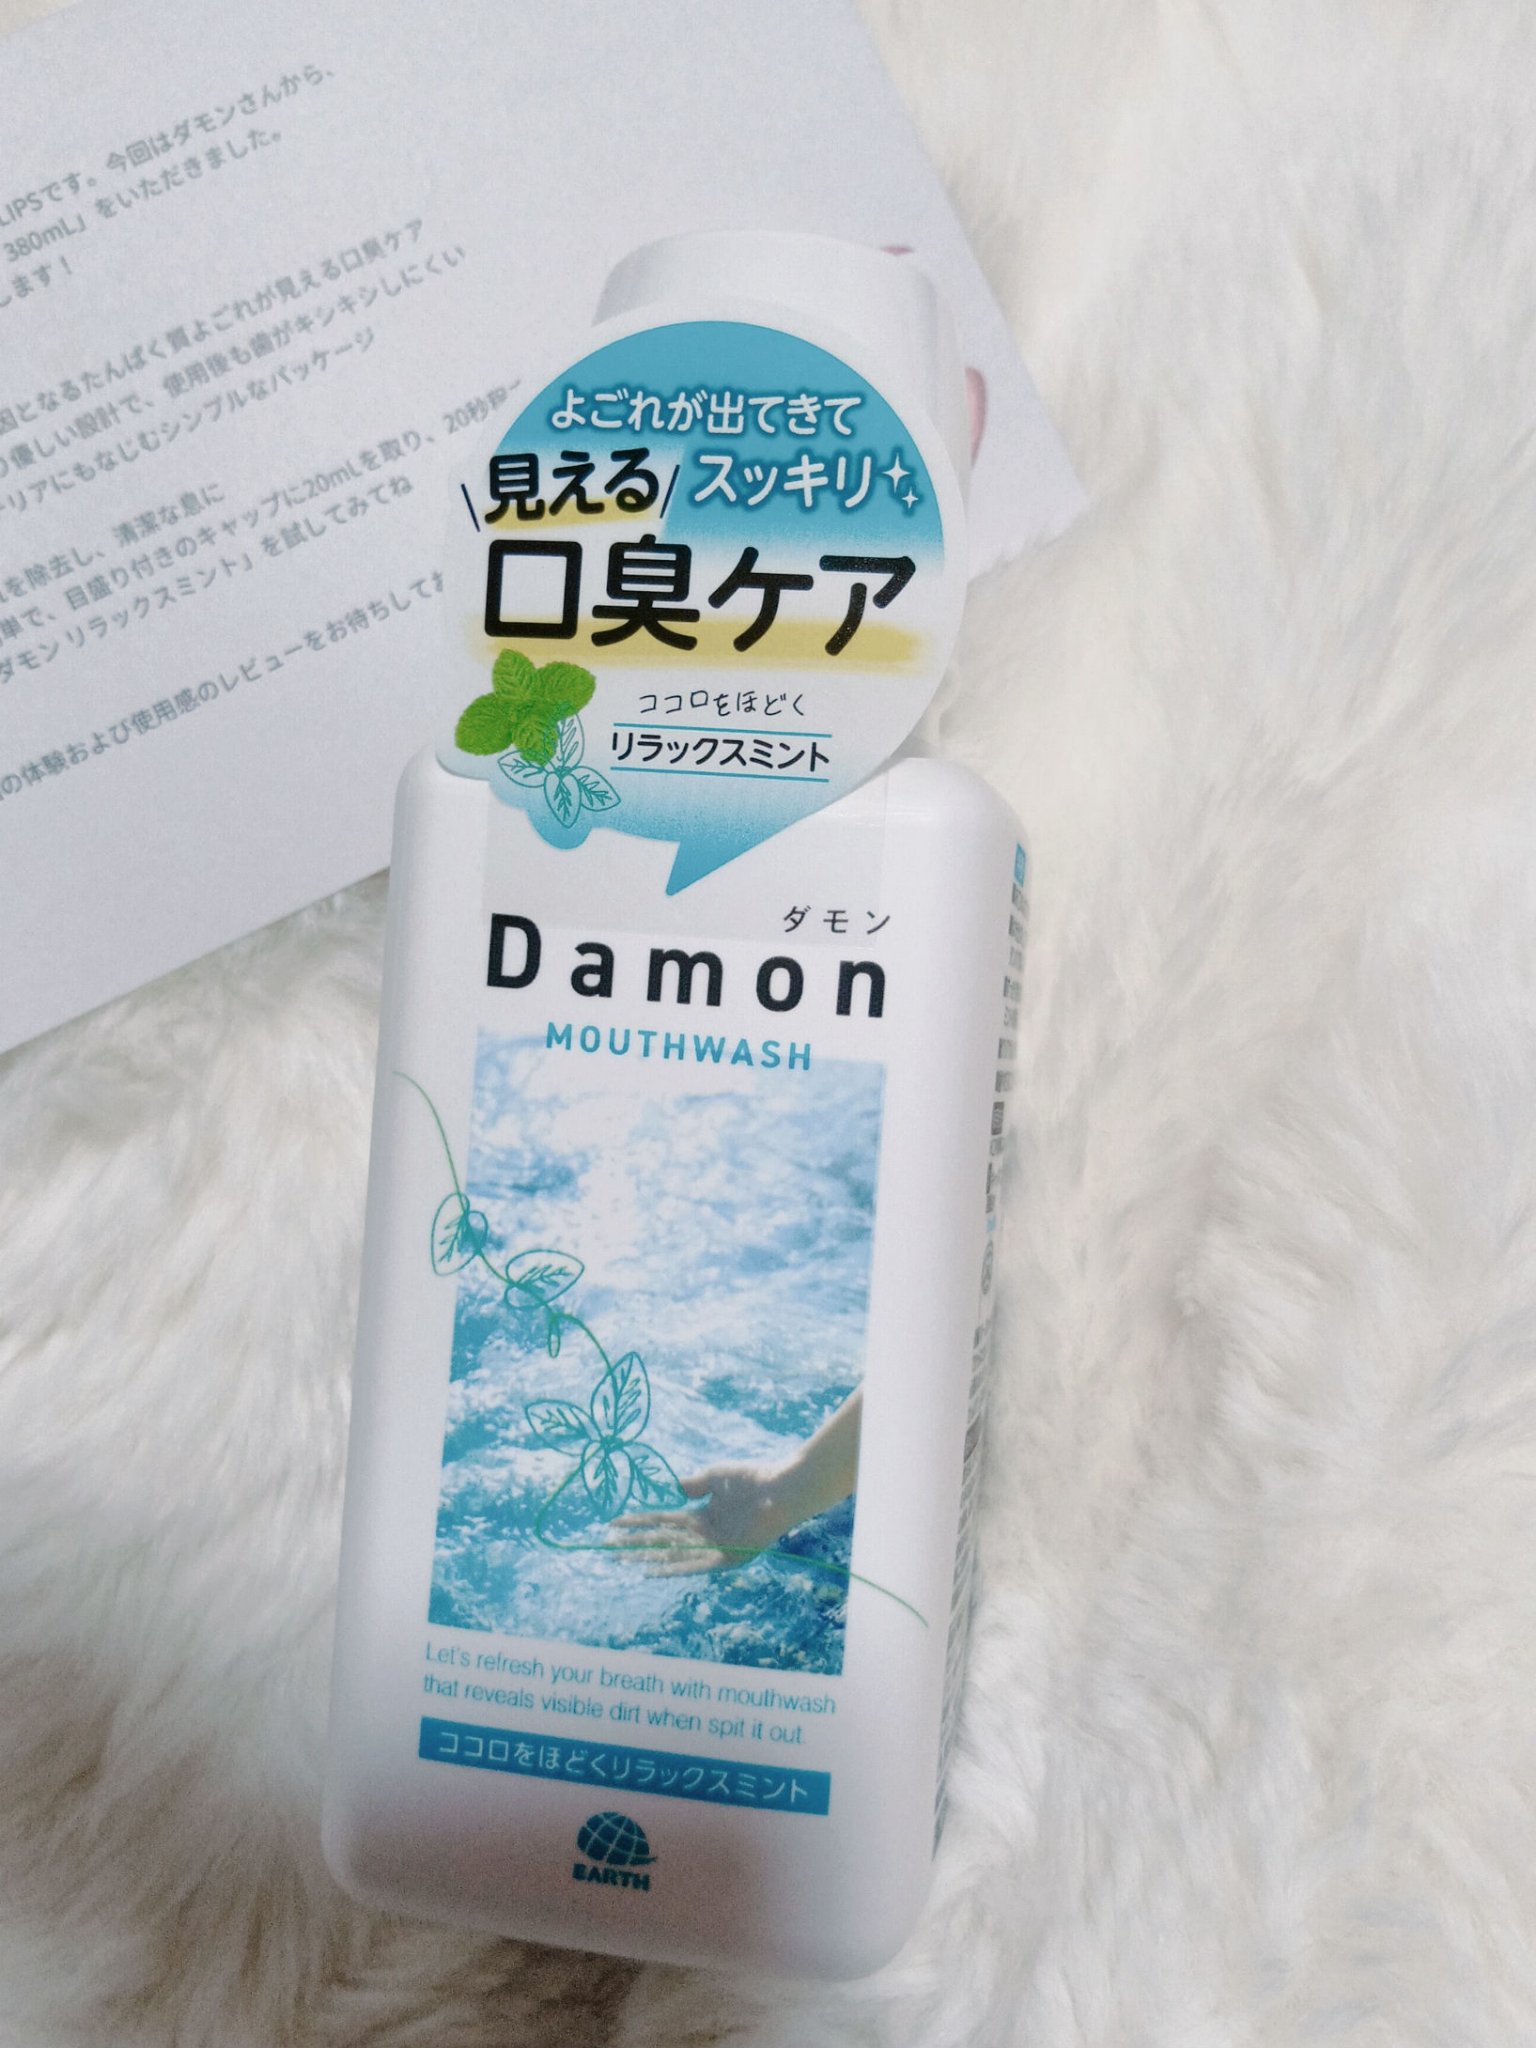 LIPSです。今回はダモンさんから、
380mL」をいただきました。
します！
因となるたんぱく質よごれが見える口臭ケア
優しい設計で、使用後も歯がキシキシしにくい
テリアにもなじむシンプルなパッケージ
を除去し、清潔な息に
単で、目盛り付きのキャップに20mLを取り、20秒
ダモン リラックスミント」を試してみてね
の体験および使用感のレビューをお待ちしてお
よごれが出てきて
見える スッキリ
口臭ケア
ココロをほどく
リラックスミント
ダモン
Damon
MOUTHWASH
Let's refresh your breath with mouthwash
that reveals visible dirt when spit it out.
ココロをほどくリラックスミント
EARTH